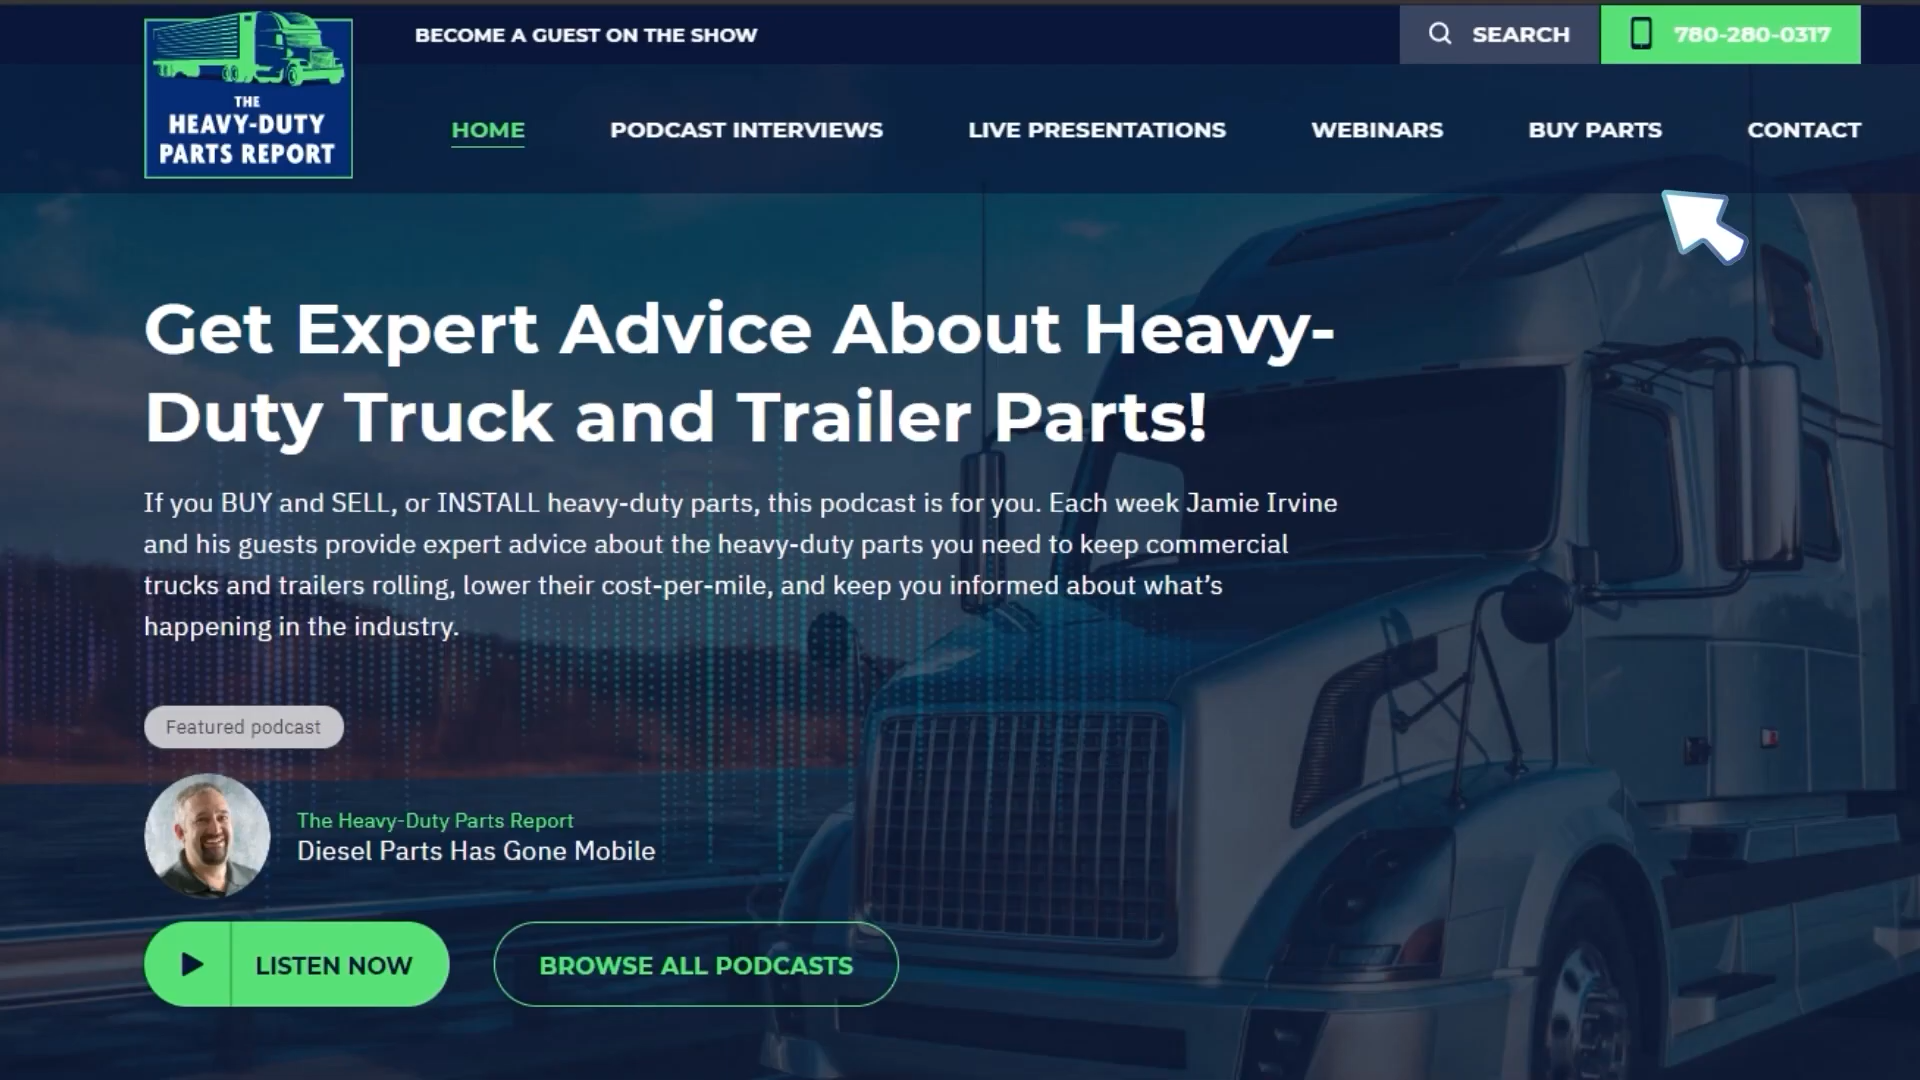 BECOME A GUEST ON THE SHOW
SEARCH
780-280-0317
THE
HEAVY-DUTY
PARTS REPORT
HOME
PODCAST INTERVIEWS
LIVE PRESENTATIONS
WEBINARS
BUY PARTS
CONTACT
Get Expert Advice About Heavy-
Duty Truck and Trailer Parts!
If you BUY and SELL, or INSTALL heavy-duty parts, this podcast is for you. Each week Jamie Irvine
and his guests provide expert advice about the heavy-duty parts you need to keep commercial
trucks and trailers rolling, lower their cost-per-mile, and keep you informed about what’s
happening in the industry.
Featured podcast
The Heavy-Duty Parts Report
Diesel Parts Has Gone Mobile
LISTEN NOW
BROWSE ALL PODCASTS